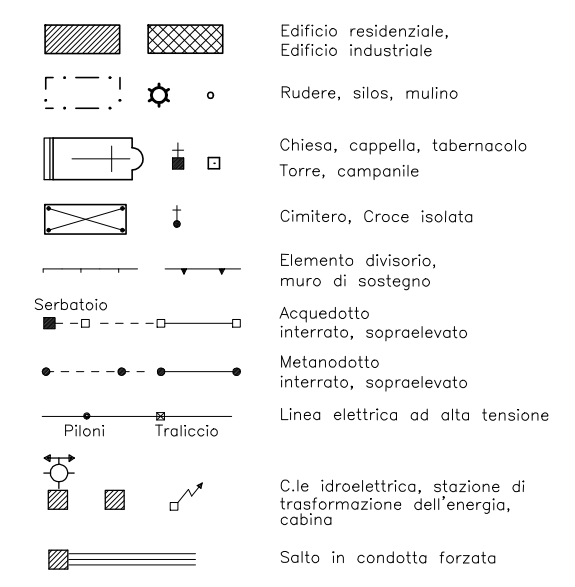 Edificio residenziale,
Edificio industriale
Rudere, silos, mulino
Chiesa, cappella, tabernacolo
Torre, campanile
Cimitero, Croce isolata
Elemento divisorio,
muro di sostegno
Serbatoio
Acquedotto
interrato, sopraelevato
Metanodotto
interrato, sopraelevato
Linea elettrica ad alta tensione
Piloni Traliccio
C.le idroelettrica, stazione di
trasformazione dell'energia,
cabina
Salto in condotta forzata